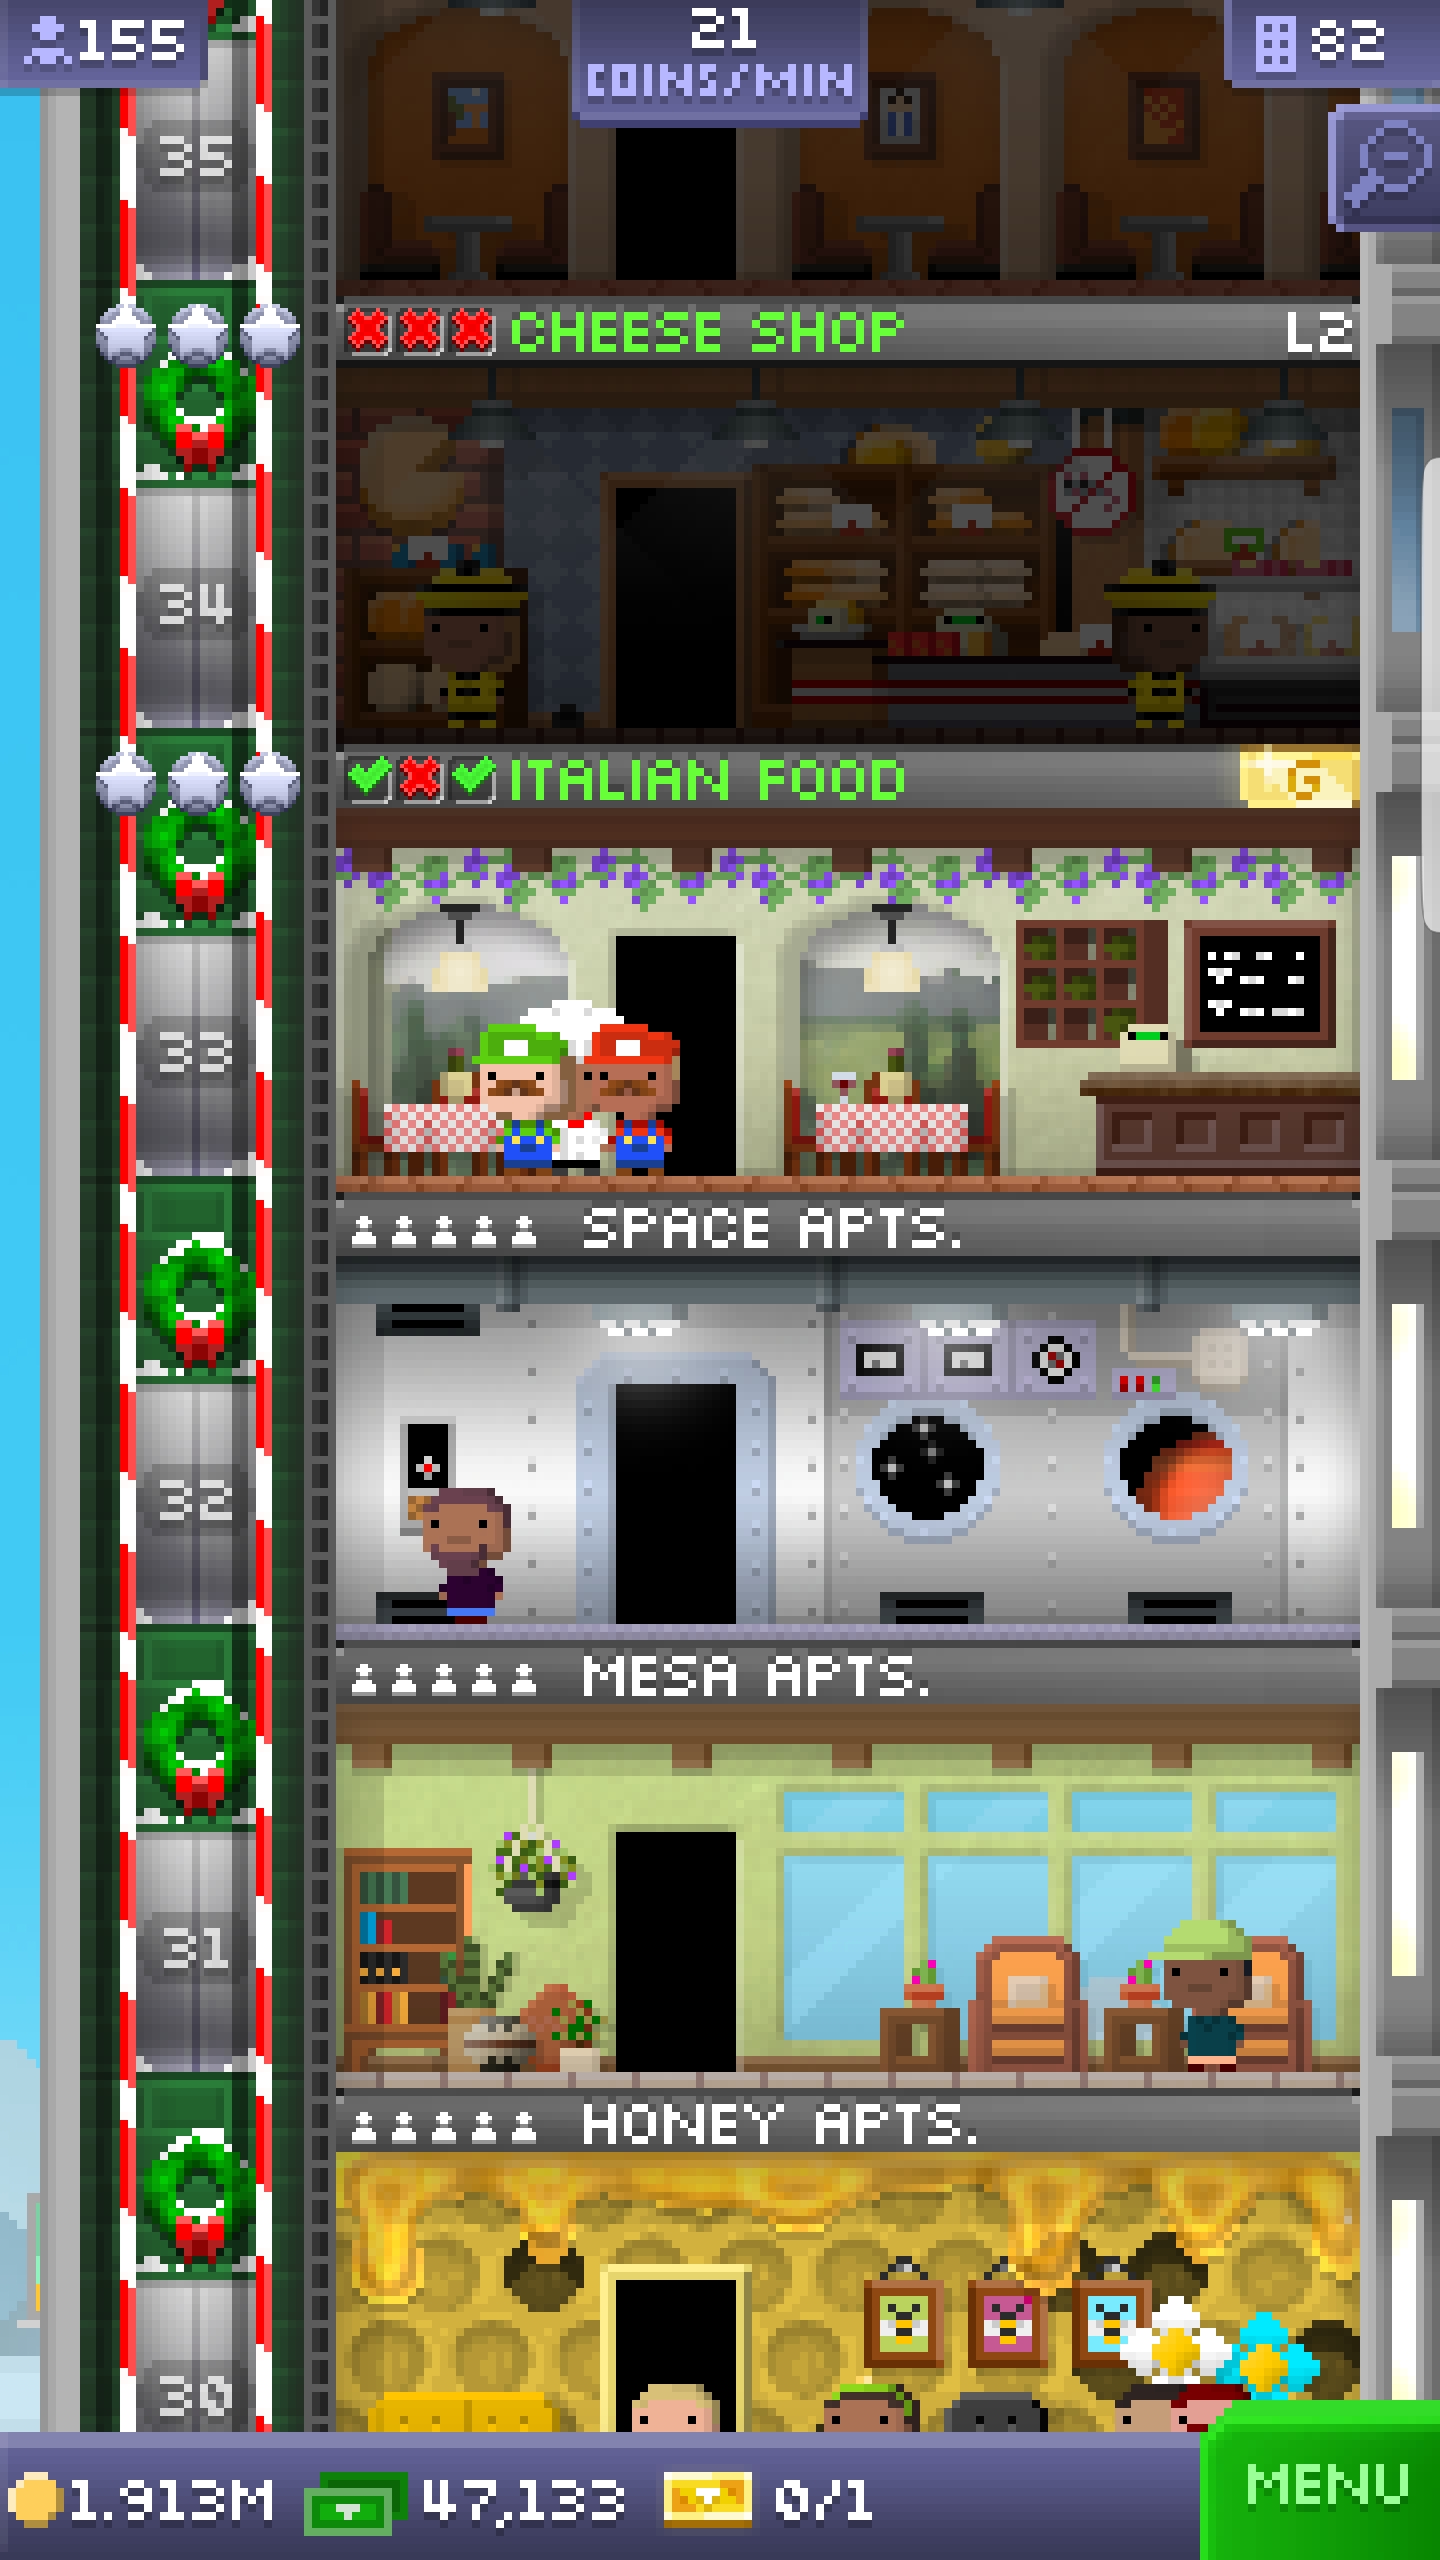 155
21
COINS/MIN
82
35
CHEESE SHOP L2
34
ITALIAN FOOD G
33
SPACE APTS.
32
MESA APTS.
31
HONEY APTS.
30
1.913M 47,133 0/1 MENU